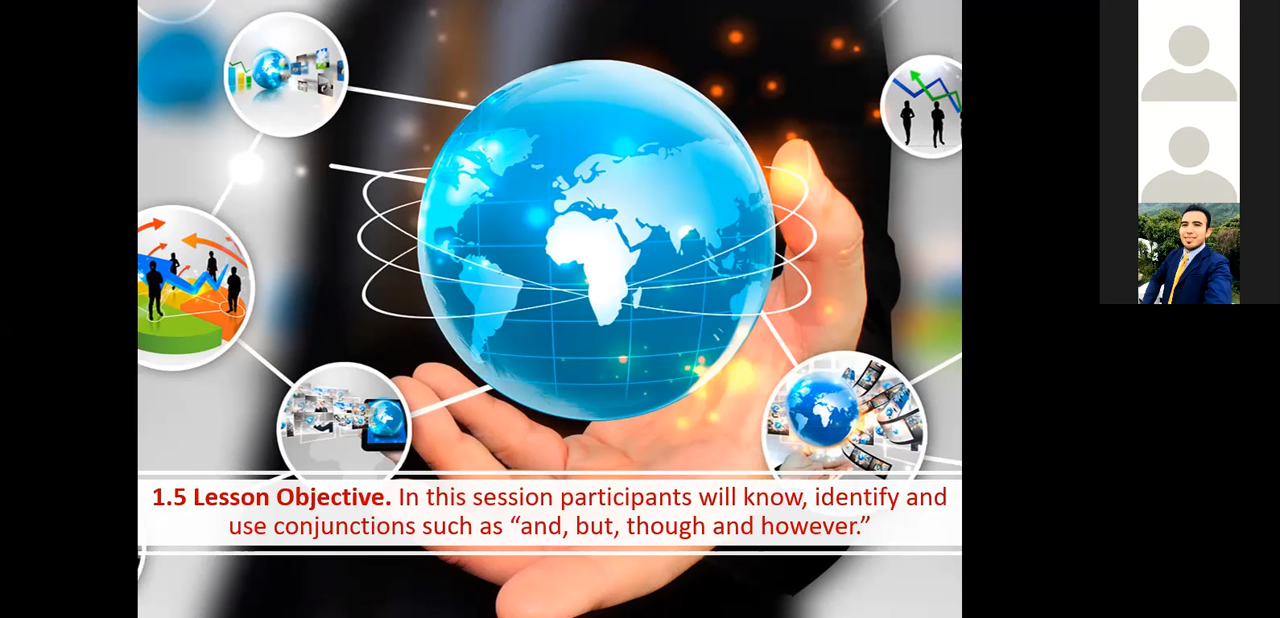 1.5 Lesson Objective. In this session participants will know, identify and
use conjunctions such as “and, but, though and however.”